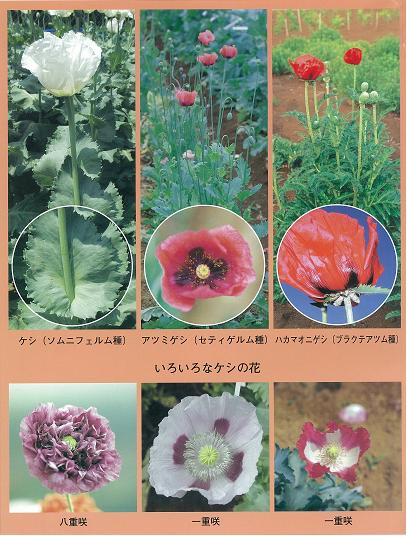 ケシ（ソムニフェルム種） アツミゲシ（セティゲルム種） ハカマオニゲシ（ブラクテアツム種）
いろいろなケシの花
八重咲 一重咲 一重咲